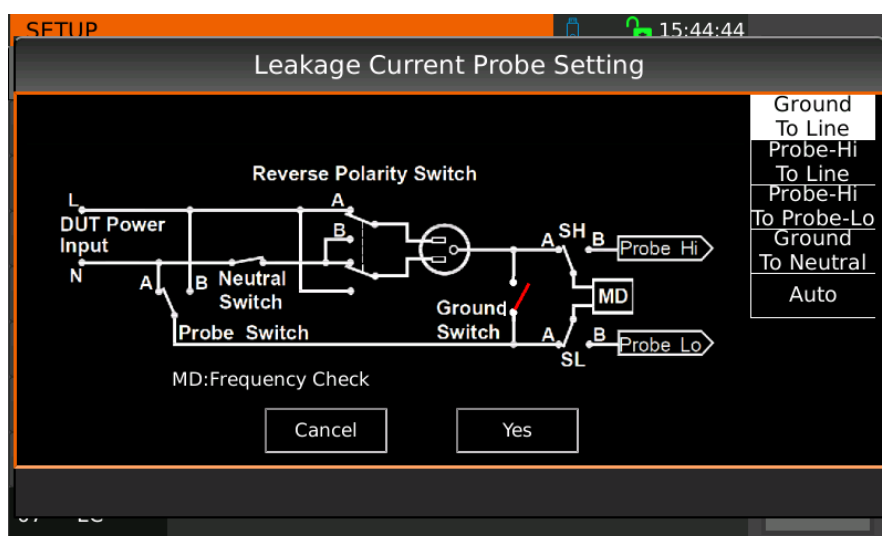 SETUP
15:44:44
Leakage Current Probe Setting
Ground
To Line
Probe-Hi
To Line
Probe-Hi
To Probe-Lo
Ground
To Neutral
Auto
Reverse Polarity Switch
L
A
DUT Power
Input
B
SH
A
B
Probe Hi
N
A
B
Neutral
Switch
Ground
Switch
MD
Probe Switch
A
B
Probe Lo
SL
MD:Frequency Check
Cancel
Yes